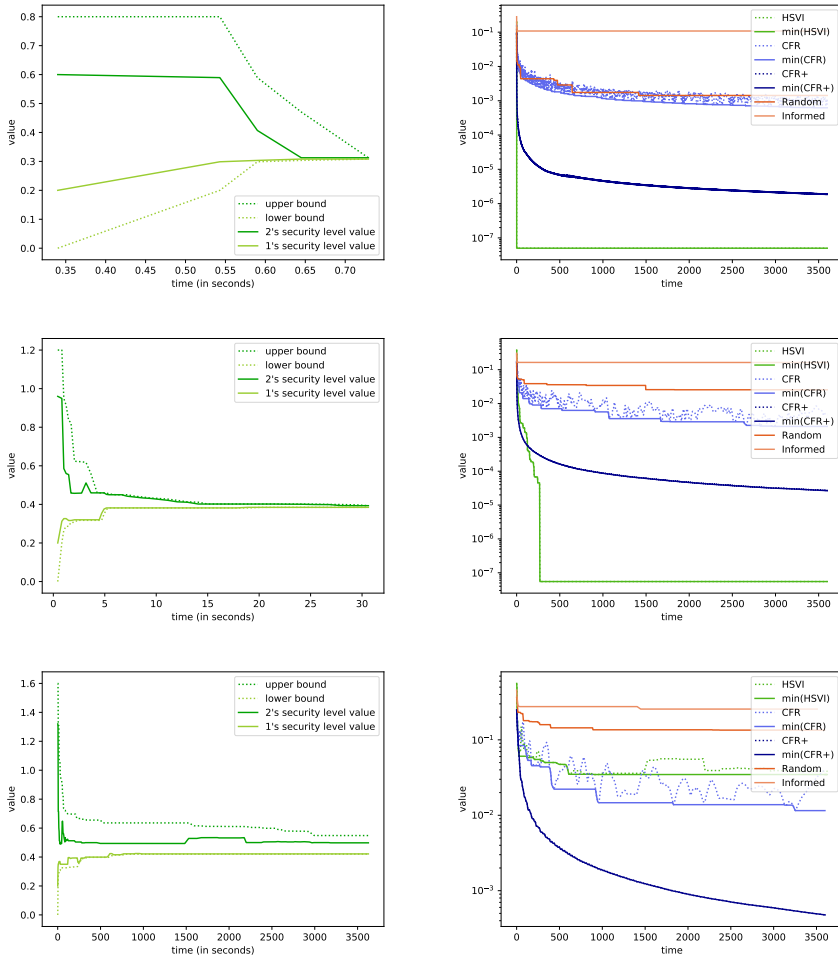 0.8
0.7
0.6
0.5
0.4
0.3
0.2
0.1
0.0
value
0.35 0.40 0.45 0.50 0.55 0.60 0.65 0.70
time (in seconds)
upper bound
lower bound
2's security level value
1's security level value
10⁻¹
10⁻²
10⁻³
10⁻⁴
10⁻⁵
10⁻⁶
10⁻⁷
value
0 500 1000 1500 2000 2500 3000 3500
time
HSVI
min(HSVI)
CFR
min(CFR)
CFR+
min(CFR+)
Random
Informed
1.2
1.0
0.8
0.6
0.4
0.2
0.0
value
0 5 10 15 20 25 30
time (in seconds)
upper bound
lower bound
2's security level value
1's security level value
10⁻¹
10⁻²
10⁻³
10⁻⁴
10⁻⁵
10⁻⁶
10⁻⁷
value
0 500 1000 1500 2000 2500 3000 3500
time
HSVI
min(HSVI)
CFR
min(CFR)
CFR+
min(CFR+)
Random
Informed
1.6
1.4
1.2
1.0
0.8
0.6
0.4
0.2
0.0
value
0 500 1000 1500 2000 2500 3000 3500
time (in seconds)
upper bound
lower bound
2's security level value
1's security level value
10⁻¹
10⁻²
10⁻³
value
0 500 1000 1500 2000 2500 3000 3500
time
HSVI
min(HSVI)
CFR
min(CFR)
CFR+
min(CFR+)
Random
Informed